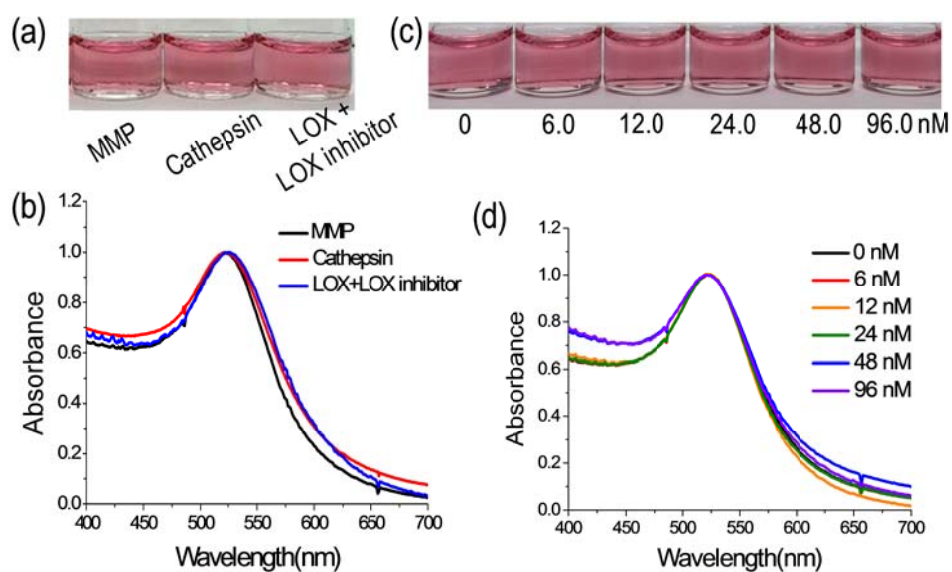 (a)
MMP
Cathepsin
LOX +
LOX inhibitor
(c)
0 6.0 12.0 24.0 48.0 96.0 nM
(b)
1.2
1.0
0.8
0.6
0.4
0.2
0.0
Absorbance
MMP
Cathepsin
LOX+LOX inhibitor
400 450 500 550 600 650 700
Wavelength(nm)
(d)
1.2
1.0
0.8
0.6
0.4
0.2
0.0
Absorbance
0 nM
6 nM
12 nM
24 nM
48 nM
96 nM
400 450 500 550 600 650 700
Wavelength(nm)